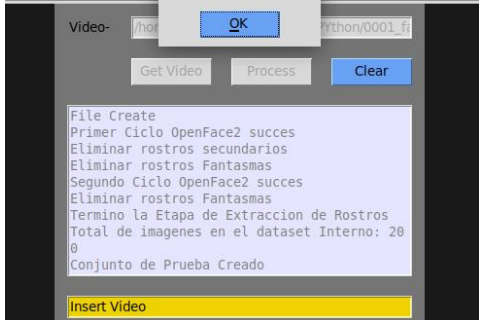 OK
Video- /hor YThon/0001_fa
Get Video Process Clear
File Create
Primer Ciclo OpenFace2 succes
Eliminar rostros secundarios
Eliminar rostros Fantasmas
Segundo Ciclo OpenFace2 succes
Eliminar rostros Fantasmas
Termino la Etapa de Extraccion de Rostros
Total de imagenes en el dataset Interno: 20
0
Conjunto de Prueba Creado
Insert Video